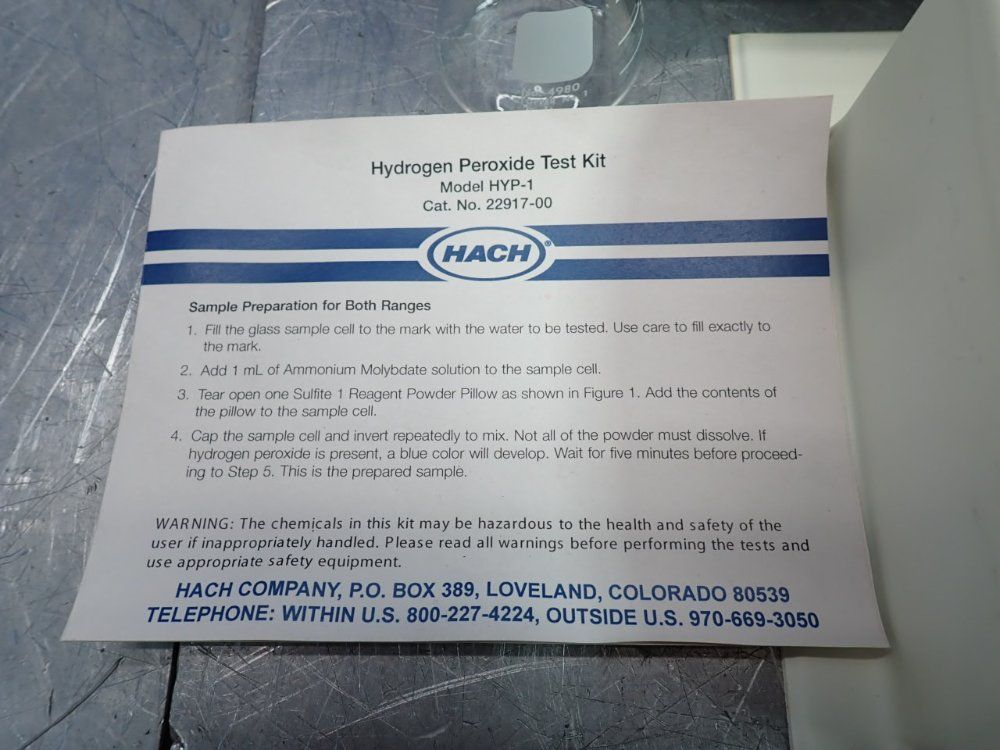 No. 4980
Hydrogen Peroxide Test Kit
Model HYP-1
Cat. No. 22917-00
HACH®
Sample Preparation for Both Ranges
1. Fill the glass sample cell to the mark with the water to be tested. Use care to fill exactly to
the mark.
2. Add 1 mL of Ammonium Molybdate solution to the sample cell.
3. Tear open one Sulfite 1 Reagent Powder Pillow as shown in Figure 1. Add the contents of
the pillow to the sample cell.
4. Cap the sample cell and invert repeatedly to mix. Not all of the powder must dissolve. If
hydrogen peroxide is present, a blue color will develop. Wait for five minutes before proceed-
ing to Step 5. This is the prepared sample.
WARNING: The chemicals in this kit may be hazardous to the health and safety of the
user if inappropriately handled. Please read all warnings before performing the tests and
use appropriate safety equipment.
HACH COMPANY, P.O. BOX 389, LOVELAND, COLORADO 80539
TELEPHONE: WITHIN U.S. 800-227-4224, OUTSIDE U.S. 970-669-3050